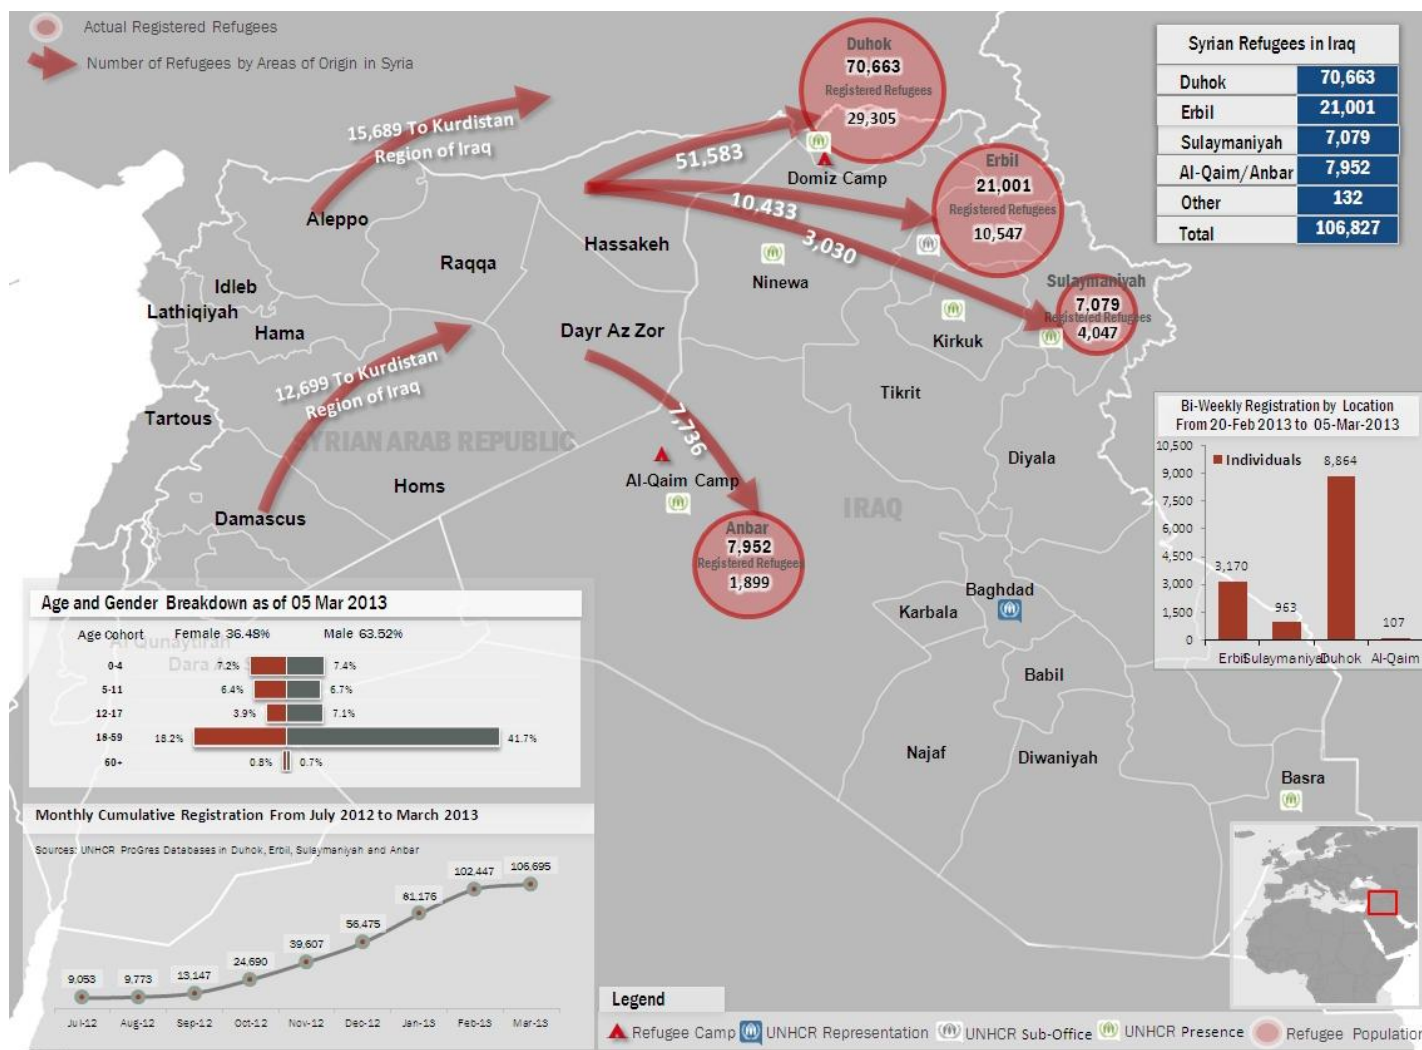 Actual Registered Refugees
Number of Refugees by Areas of Origin in Syria
15,689 To Kurdistan
Region of Iraq
Aleppo
Raqqa
Hassakeh
Idleb
Lathiqiyah
Hama
Dayr Az Zor
12,699 To Kurdistan
Region of Iraq
Tartous
SYRIAN ARAB REPUBLIC
Homs
Damascus
51,583
10,433
3,030
7,736
Duhok
70,663
Registered Refugees
29,305
Domiz Camp
Erbil
21,001
Registered Refugees
10,547
Ninewa
Sulaymaniyah
7,079
Registered Refugees
4,047
Kirkuk
Tikrit
Diyala
Al-Qaim Camp
IRAQ
Anbar
7,952
Registered Refugees
1,899
Baghdad
Karbala
Babil
Najaf
Diwaniyah
Basra
Syrian Refugees in Iraq
Duhok 70,663
Erbil 21,001
Sulaymaniyah 7,079
Al-Qaim/Anbar 7,952
Other 132
Total 106,827
Bi-Weekly Registration by Location
From 20-Feb 2013 to 05-Mar-2013
Individuals
10,500
9,000
7,500
6,000
4,500
3,000
1,500
0
3,170
963
8,864
107
Erbil Sulaymaniyah Duhok Al-Qaim
Age and Gender Breakdown as of 05 Mar 2013
Age Cohort Female 36.48% Male 63.52%
Al Qunaytirah
Dara
0-4 7.2% 7.4%
5-11 6.4% 6.7%
12-17 3.9% 7.1%
18-59 18.2% 41.7%
60+ 0.8% 0.7%
Monthly Cumulative Registration From July 2012 to March 2013
Sources: UNHCR ProGres Databases in Duhok, Erbil, Sulaymaniyah and Anbar
9,053 9,773 13,147 24,690 39,607 56,475 81,176 102,447 106,695
Jul-12 Aug-12 Sep-12 Oct-12 Nov-12 Dec-12 Jan-13 Feb-13 Mar-13
Legend
Refugee Camp UNHCR Representation UNHCR Sub-Office UNHCR Presence Refugee Population